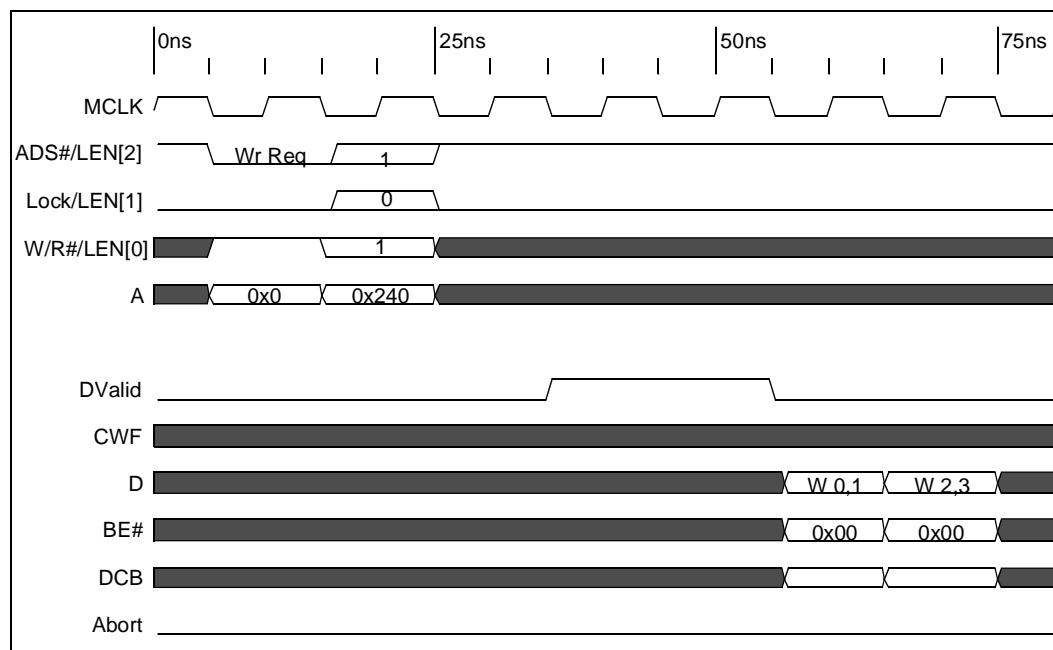 0ns 25ns 50ns 75ns
MCLK
ADS#/LEN[2] Wr Req 1
Lock/LEN[1] 0
W/R#/LEN[0] 1
A 0x0 0x240
DValid
CWF
D W 0,1 W 2,3
BE# 0x00 0x00
DCB
Abort